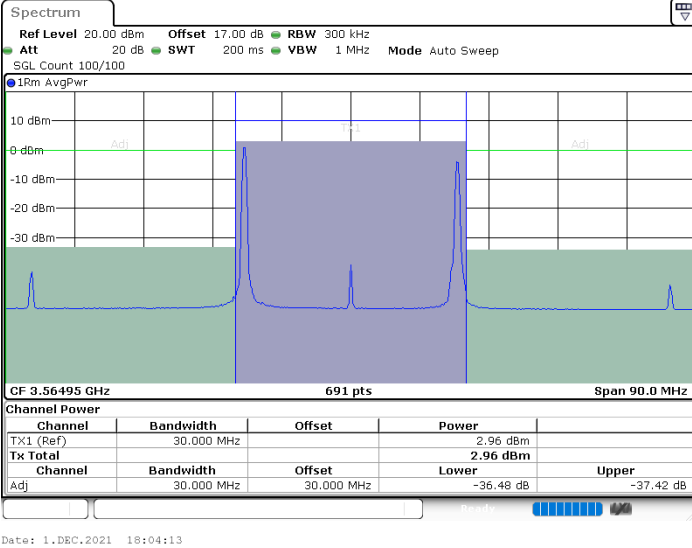 Spectrum
Ref Level 20.00 dBm Offset 17.00 dB RBW 300 kHz
Att 20 dB SWT 200 ms VBW 1 MHz Mode Auto Sweep
SGL Count 100/100
1Rm AvgPwr
10 dBm
TX1
Adj
Adj
0 dBm
-10 dBm
-20 dBm
-30 dBm
CF 3.56495 GHz 691 pts Span 90.0 MHz
Channel Power
Channel Bandwidth Offset Power
TX1 (Ref) 30.000 MHz 2.96 dBm
Tx Total 2.96 dBm
Channel Bandwidth Offset Lower Upper
Adj 30.000 MHz 30.000 MHz -36.48 dB -37.42 dB
Ready
Date: 1.DEC.2021 18:04:13